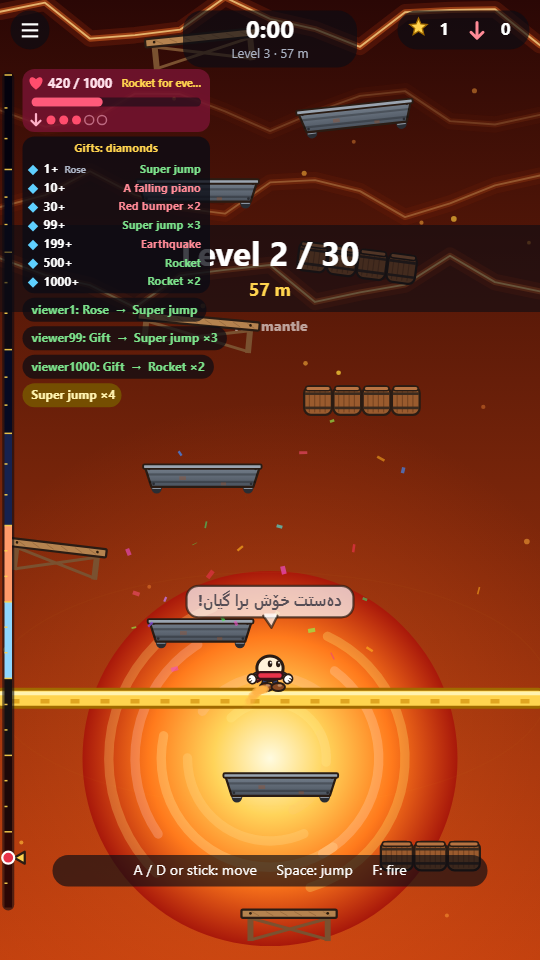 0:00
Level 3 · 57 m
1
0
420 / 1000 Rocket for eve...
Gifts: diamonds
1+ Rose Super jump
10+ A falling piano
30+ Red bumper ×2
99+ Super jump ×3
199+ Earthquake
500+ Rocket
1000+ Rocket ×2
Level 2 / 30
57 m
mantle
viewer1: Rose → Super jump
viewer99: Gift → Super jump ×3
viewer1000: Gift → Rocket ×2
Super jump ×4
دەستت خۆش برا گیان!
A / D or stick: move Space: jump F: fire